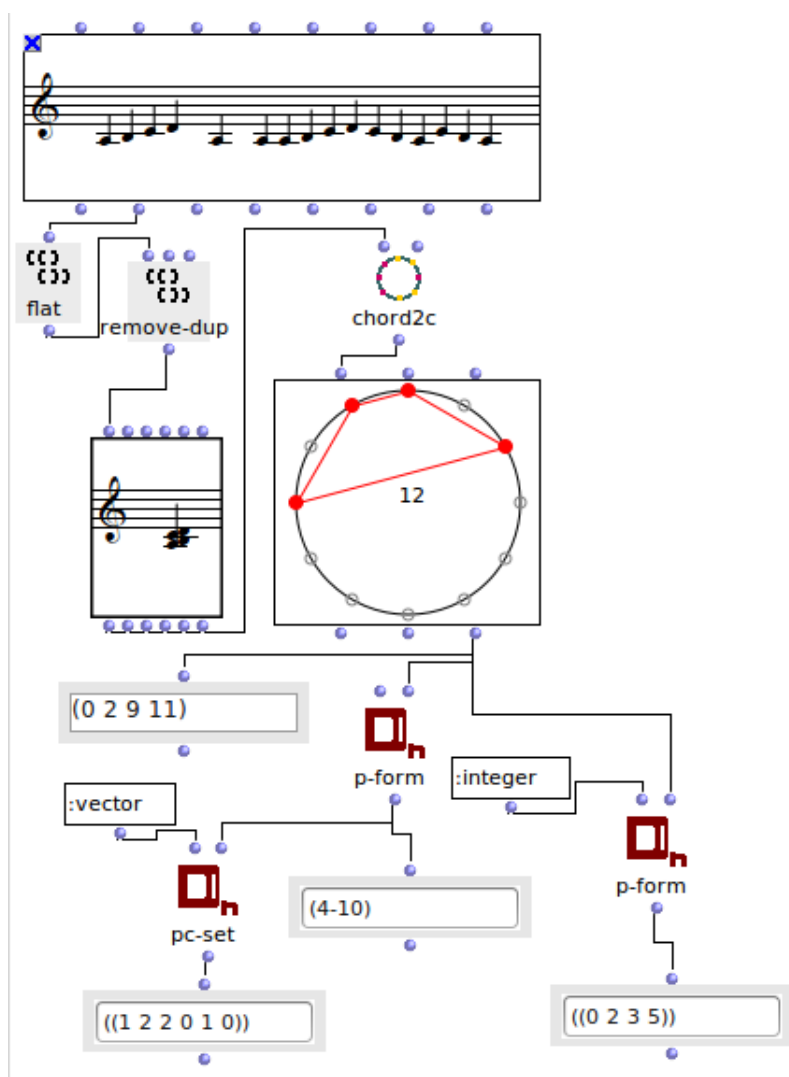 flat
remove-dup
chord2c
12
(0 2 9 11)
p-form
:integer
:vector
p-form
(4-10)
pc-set
((1 2 2 0 1 0))
((0 2 3 5))